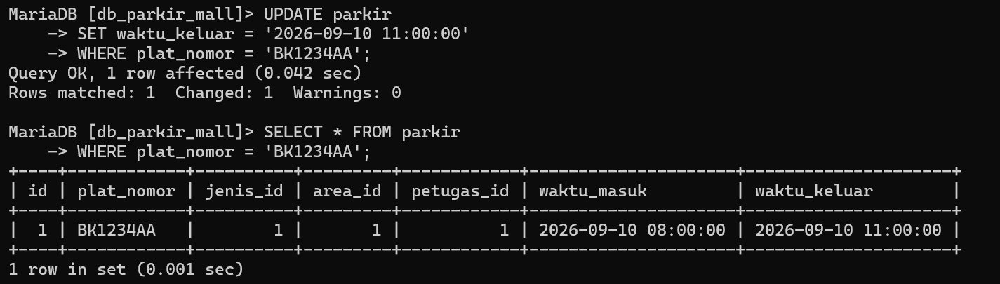 MariaDB [db_parkir_mall]> UPDATE parkir
    -> SET waktu_keluar = '2026-09-10 11:00:00'
    -> WHERE plat_nomor = 'BK1234AA';
Query OK, 1 row affected (0.042 sec)
Rows matched: 1  Changed: 1  Warnings: 0

MariaDB [db_parkir_mall]> SELECT * FROM parkir
    -> WHERE plat_nomor = 'BK1234AA';
+----+------------+----------+---------+------------+---------------------+---------------------+
| id | plat_nomor | jenis_id | area_id | petugas_id | waktu_masuk         | waktu_keluar        |
+----+------------+----------+---------+------------+---------------------+---------------------+
|  1 | BK1234AA   |        1 |       1 |          1 | 2026-09-10 08:00:00 | 2026-09-10 11:00:00 |
+----+------------+----------+---------+------------+---------------------+---------------------+
1 row in set (0.001 sec)